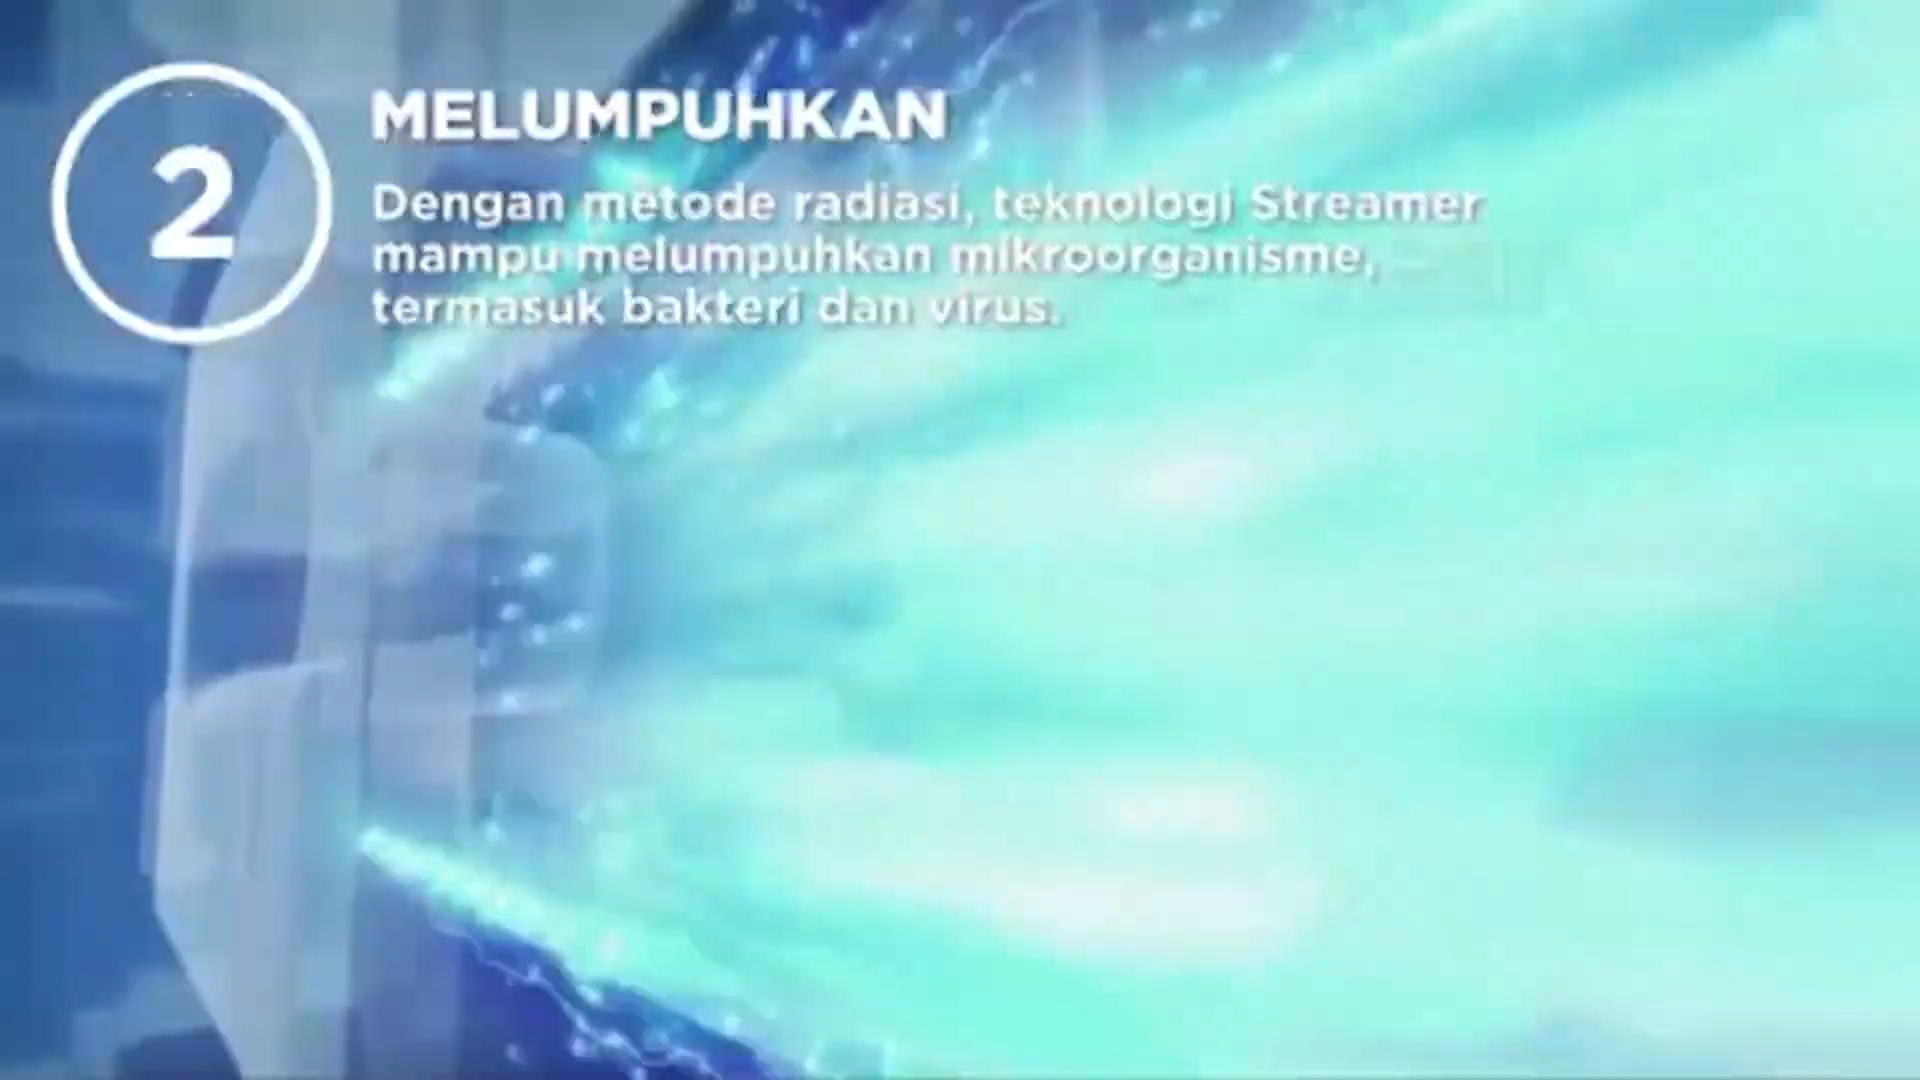 2
MELUMPUHKAN
Dengan metode radiasi, teknologi Streamer
mampu melumpuhkan mikroorganisme,
termasuk bakteri dan virus.